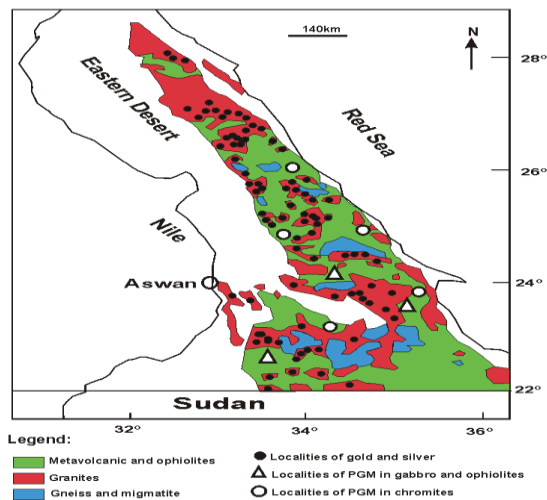 140km
N
28°
Eastern Desert
Red Sea
26°
Nile
Aswan
24°
22°
Sudan
32°
34°
36°
Legend:
Metavolcanic and ophiolites
Granites
Gneiss and migmatite
Localities of gold and silver
Localities of PGM in gabbro and ophiolites
Localities of PGM in chromites